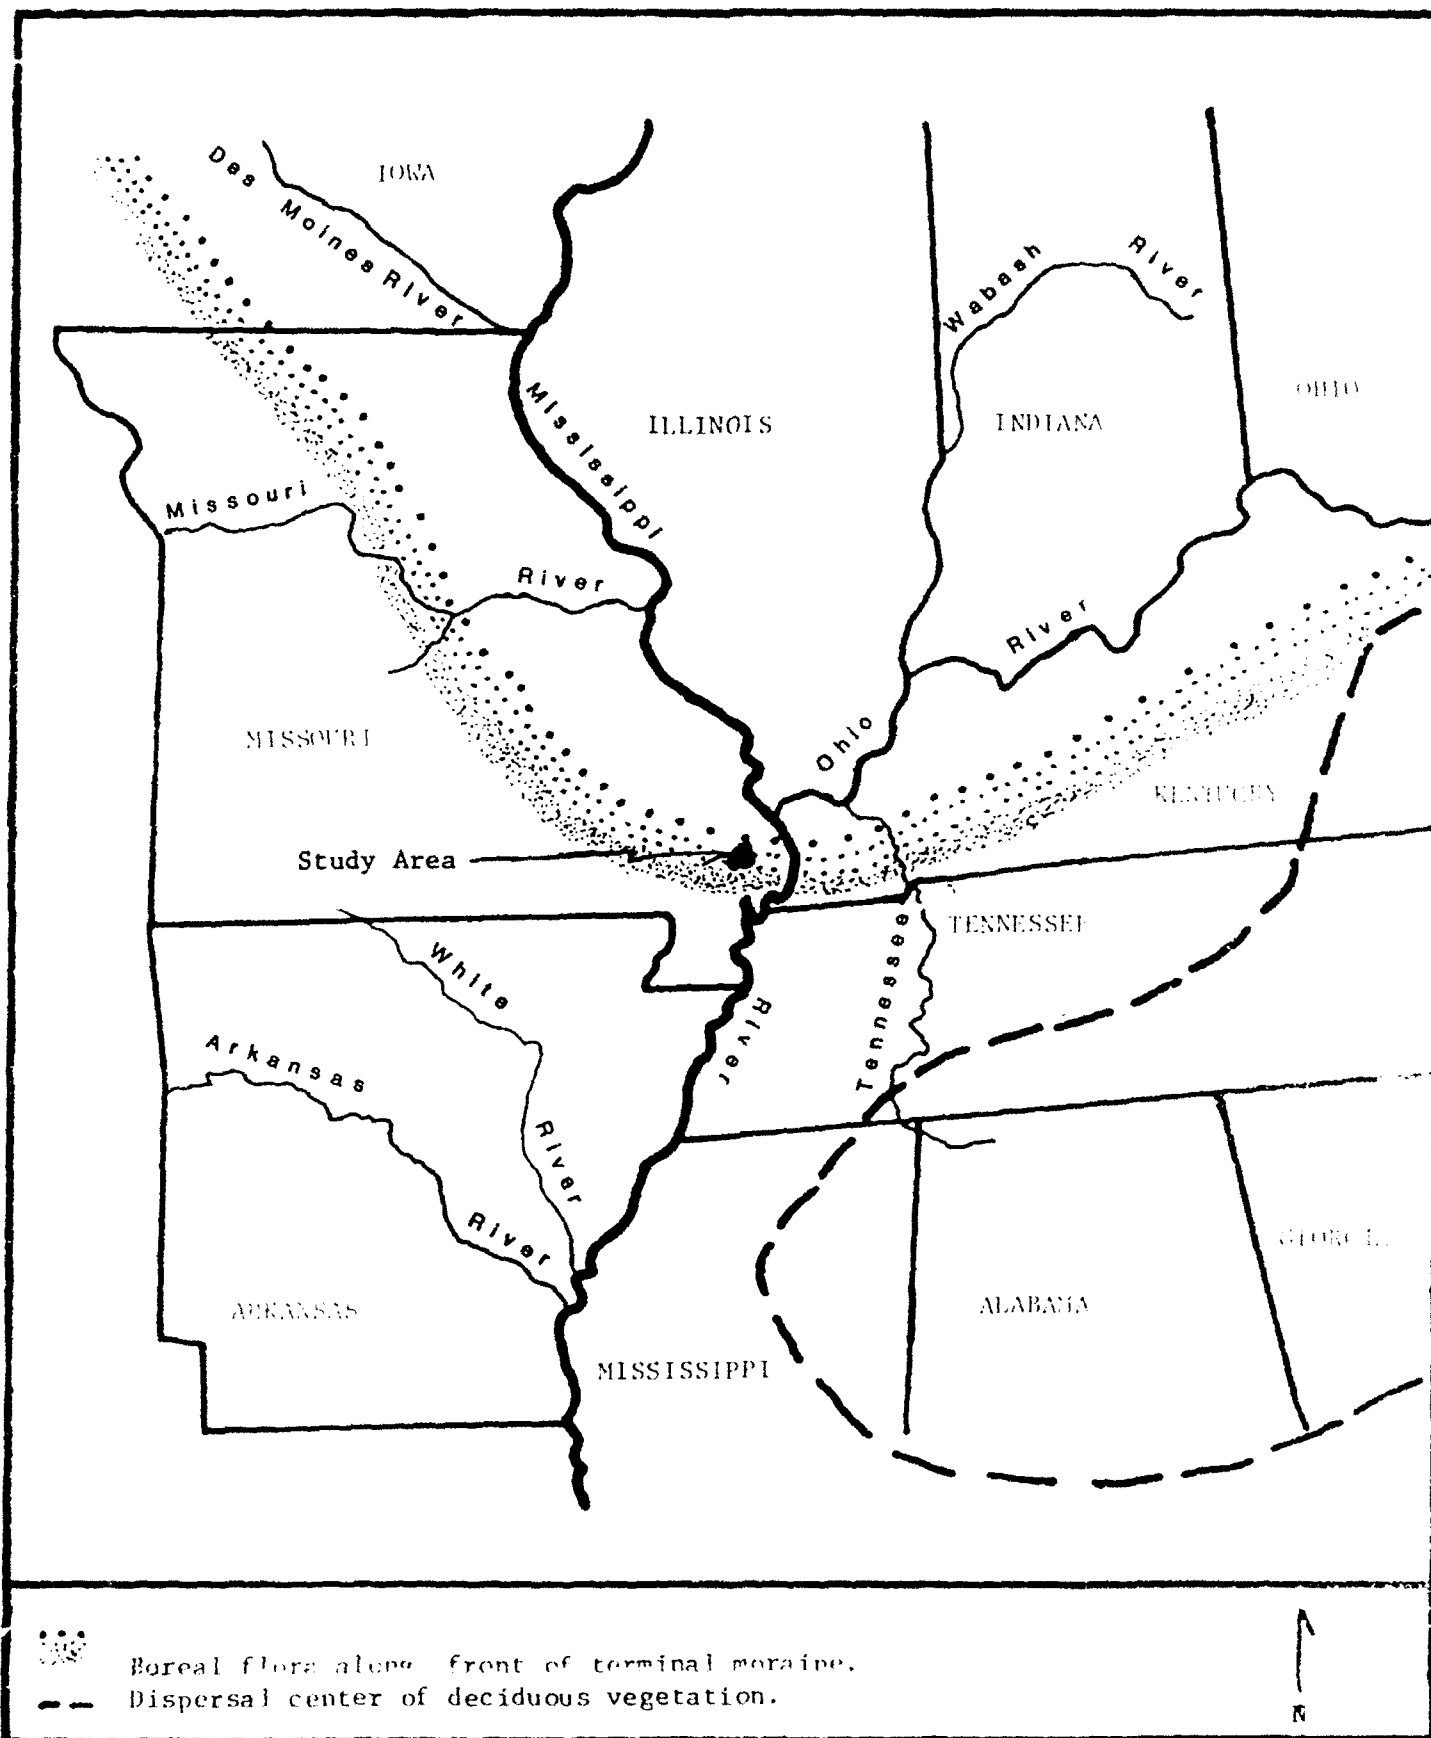 IOWA
Des Moines River
Wabash River
OHIO
ILLINOIS
INDIANA
Mississippi
Missouri
River
River
Ohio
MISSOURI
KENTUCKY
Study Area
TENNESSEE
White
Tennessee
River
Arkansas
River
River
ALABAMA
ARKANSAS
MISSISSIPPI
Boreal flora along front of terminal moraine.
Dispersal center of deciduous vegetation.
N